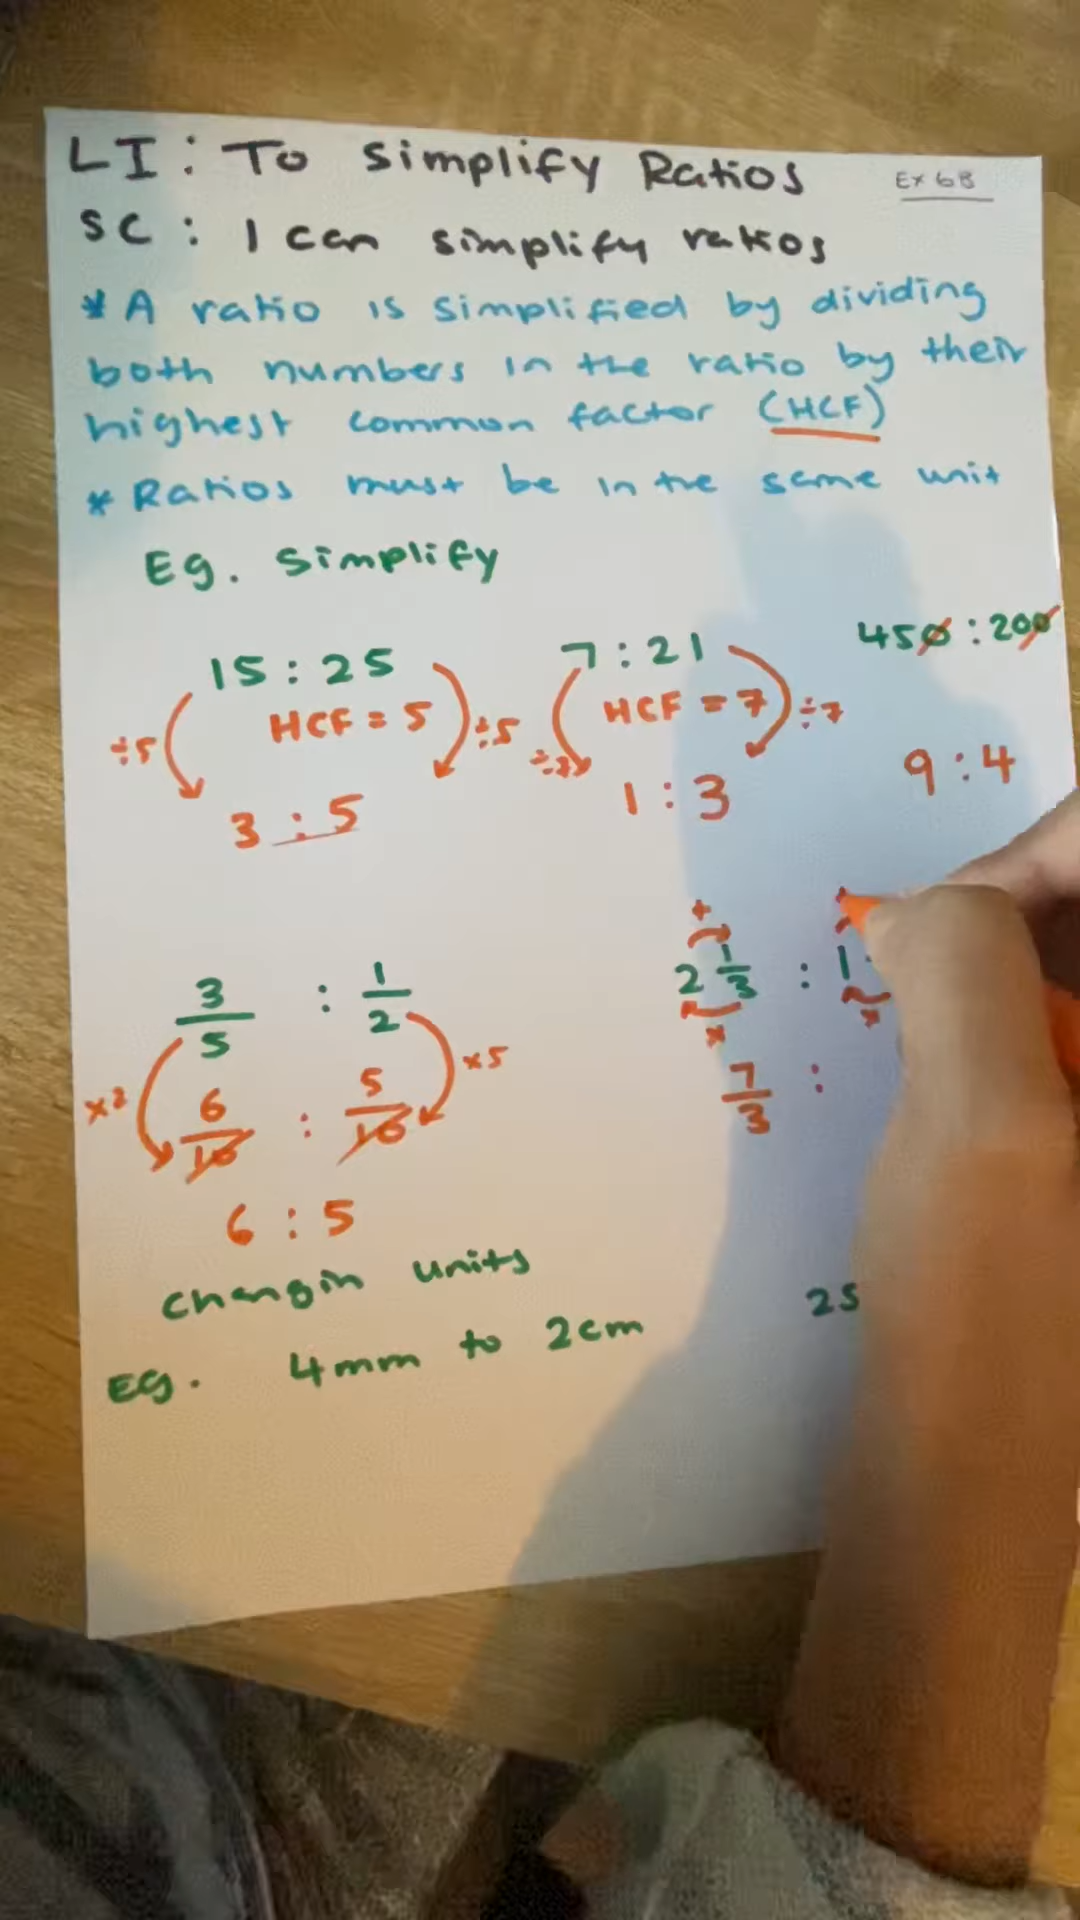 LI: To Simplify Ratios
Ex 6B
SC: I can simplify ratios
* A ratio is simplified by dividing
both numbers in the ratio by their
highest common factor (HCF)
* Ratios must be in the same unit
Eg. Simplify
15 : 25
HCF = 5
÷5
÷5
3 : 5
7 : 21
HCF = 7
÷7
÷7
1 : 3
450 : 200
9 : 4
3/5 : 1/2
×2
×5
6/10 : 5/10
6 : 5
+
2 1/3 : 1
×
×
7/3 :
Changin units
Eg. 4mm to 2cm
25